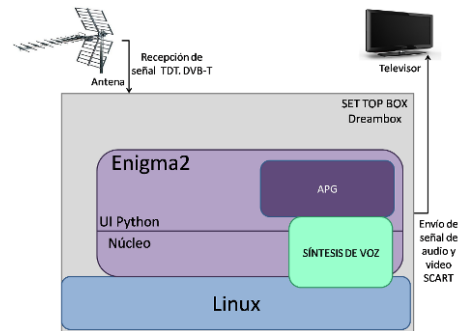 Recepción de
señal TDT. DVB-T
Antena
Televisor
SET TOP BOX
Dreambox
Enigma2
APG
UI Python
Núcleo
SÍNTESIS DE VOZ
Envío de
señal de
audio y
video
SCART
Linux